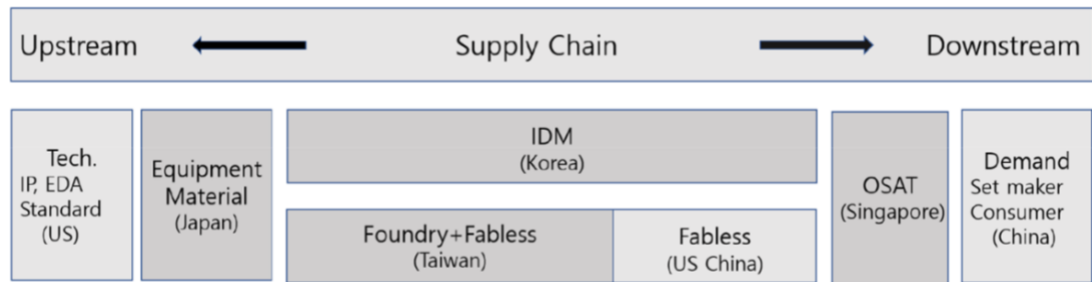 Upstream Supply Chain Downstream
Tech.
IP, EDA
Standard
(US)
Equipment
Material
(Japan)
IDM
(Korea)
Foundry+Fabless
(Taiwan)
Fabless
(US China)
OSAT
(Singapore)
Demand
Set maker
Consumer
(China)